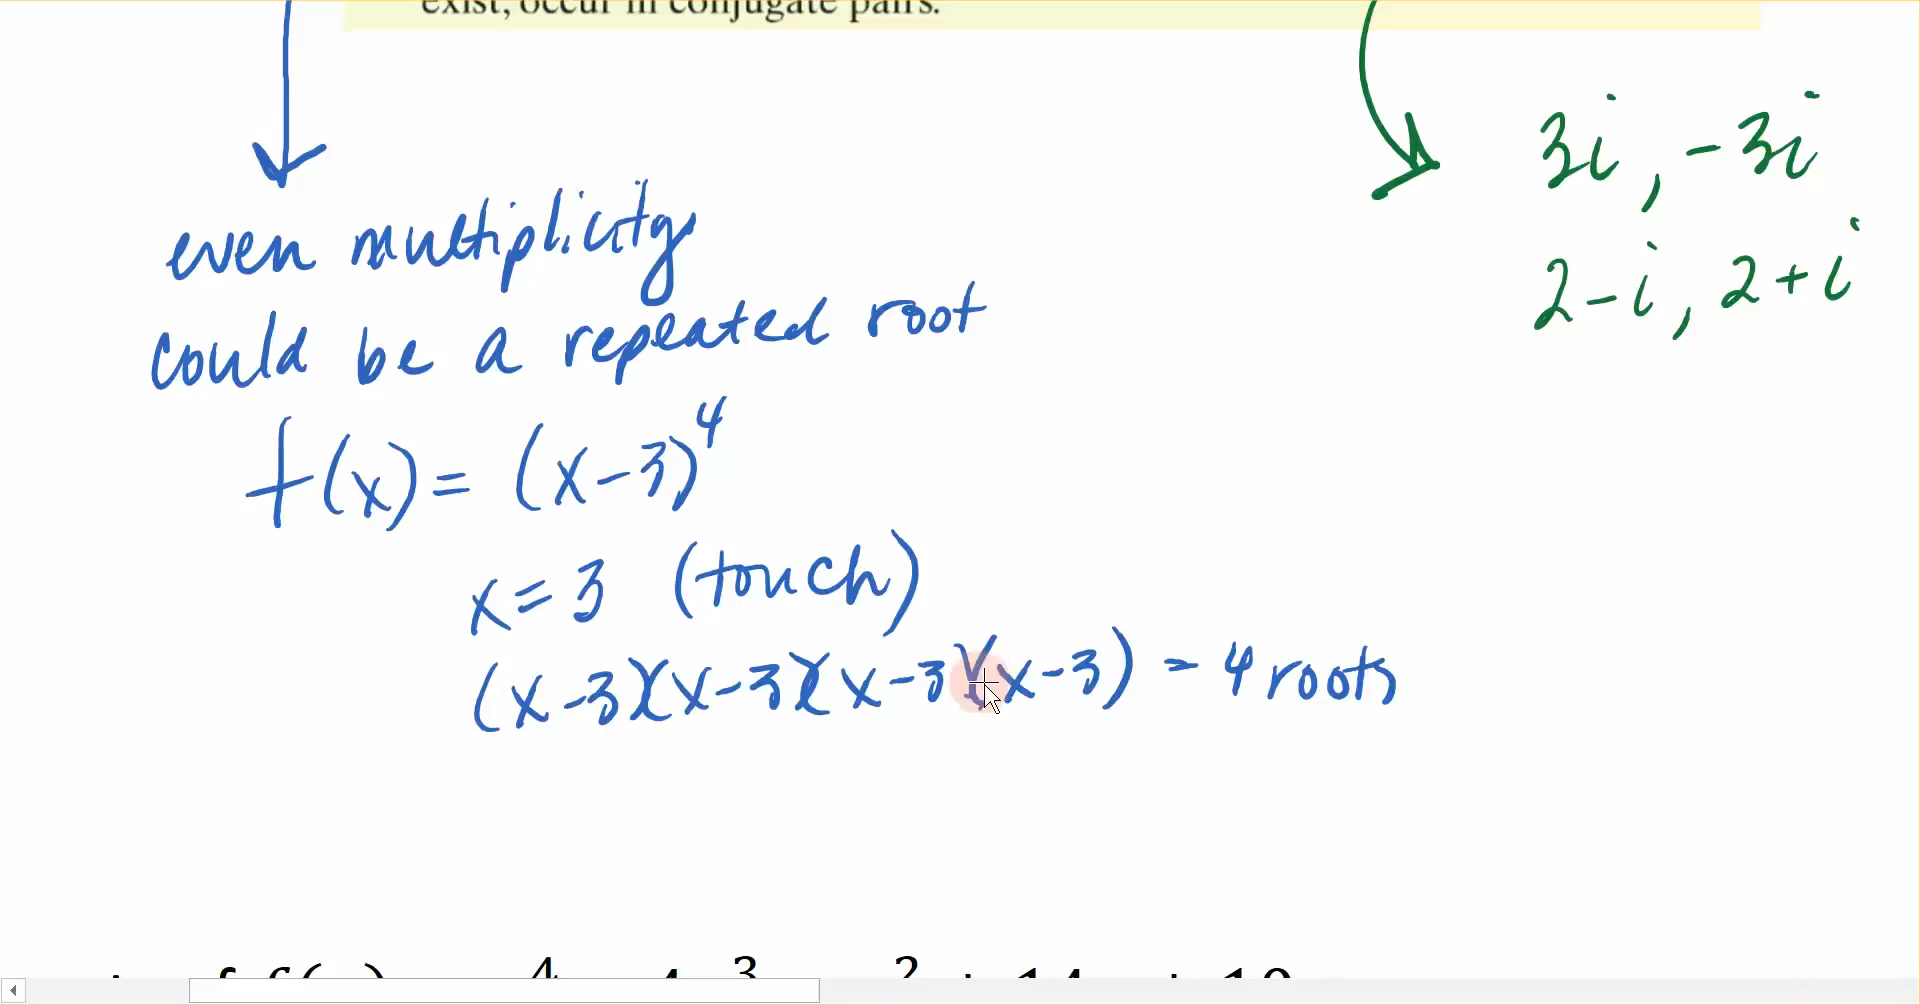 exist, occur in conjugate pairs.
3i, -3i
2-i, 2+i
even multiplicity
could be a repeated root
f(x) = (x-3)^4
x=3 (touch)
(x-3)(x-3)(x-3)(x-3) = 4 roots